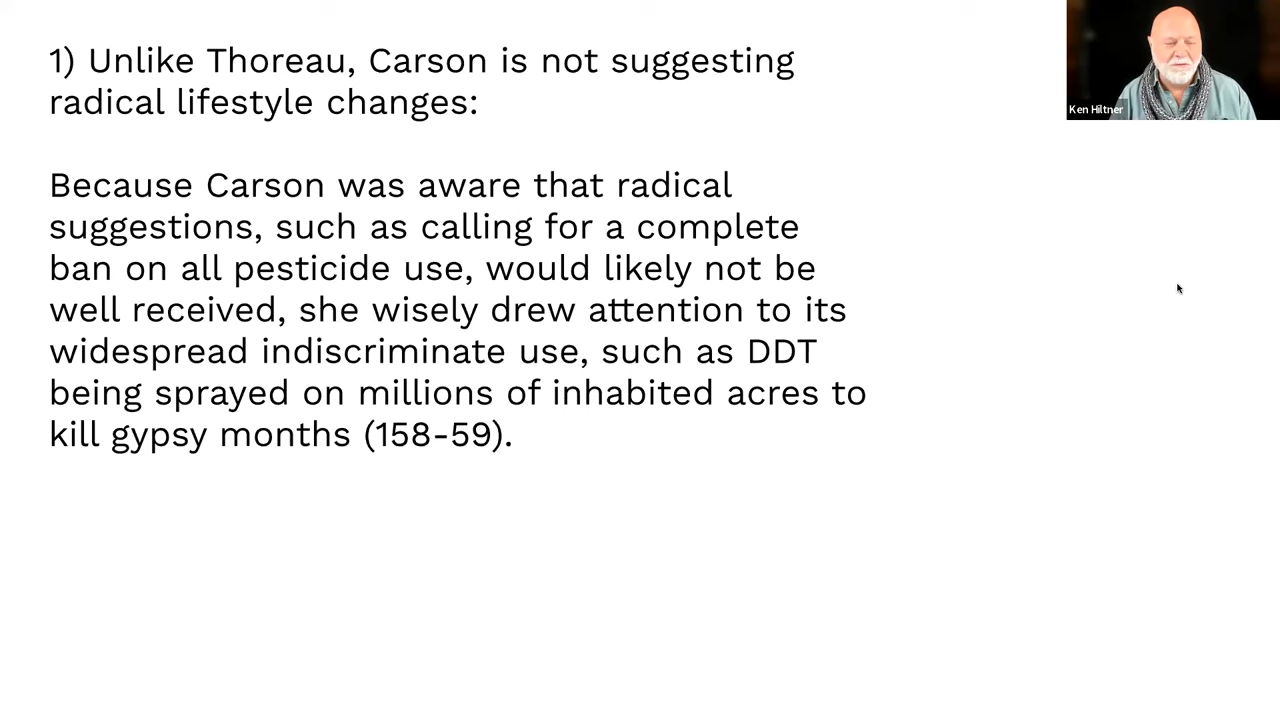 1) Unlike Thoreau, Carson is not suggesting
radical lifestyle changes:
Because Carson was aware that radical
suggestions, such as calling for a complete
ban on all pesticide use, would likely not be
well received, she wisely drew attention to its
widespread indiscriminate use, such as DDT
being sprayed on millions of inhabited acres to
kill gypsy months (158-59).
Ken Hiltner